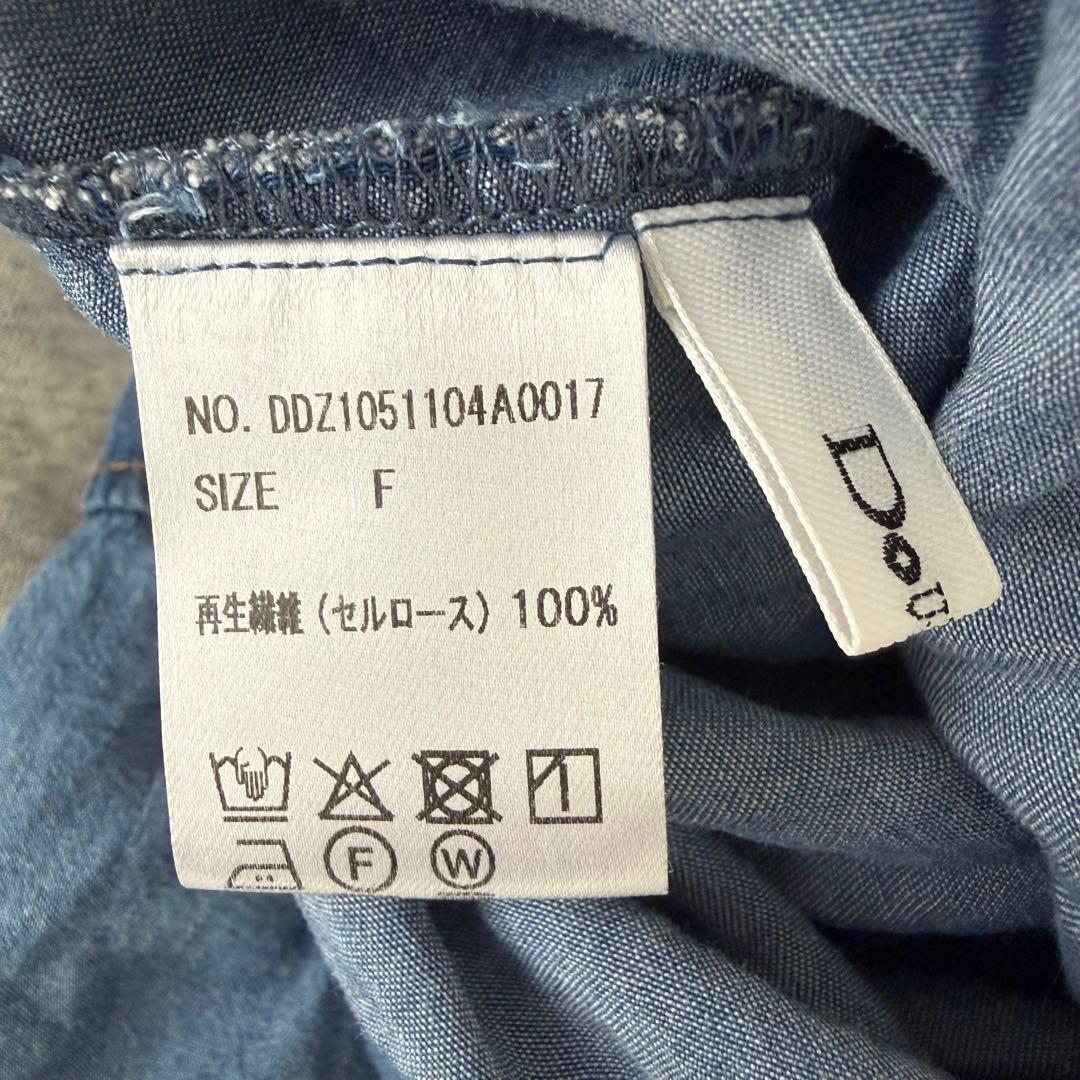 NO. DDZ1051104A0017
SIZE F
再生繊維 (セルロース) 100%
F W